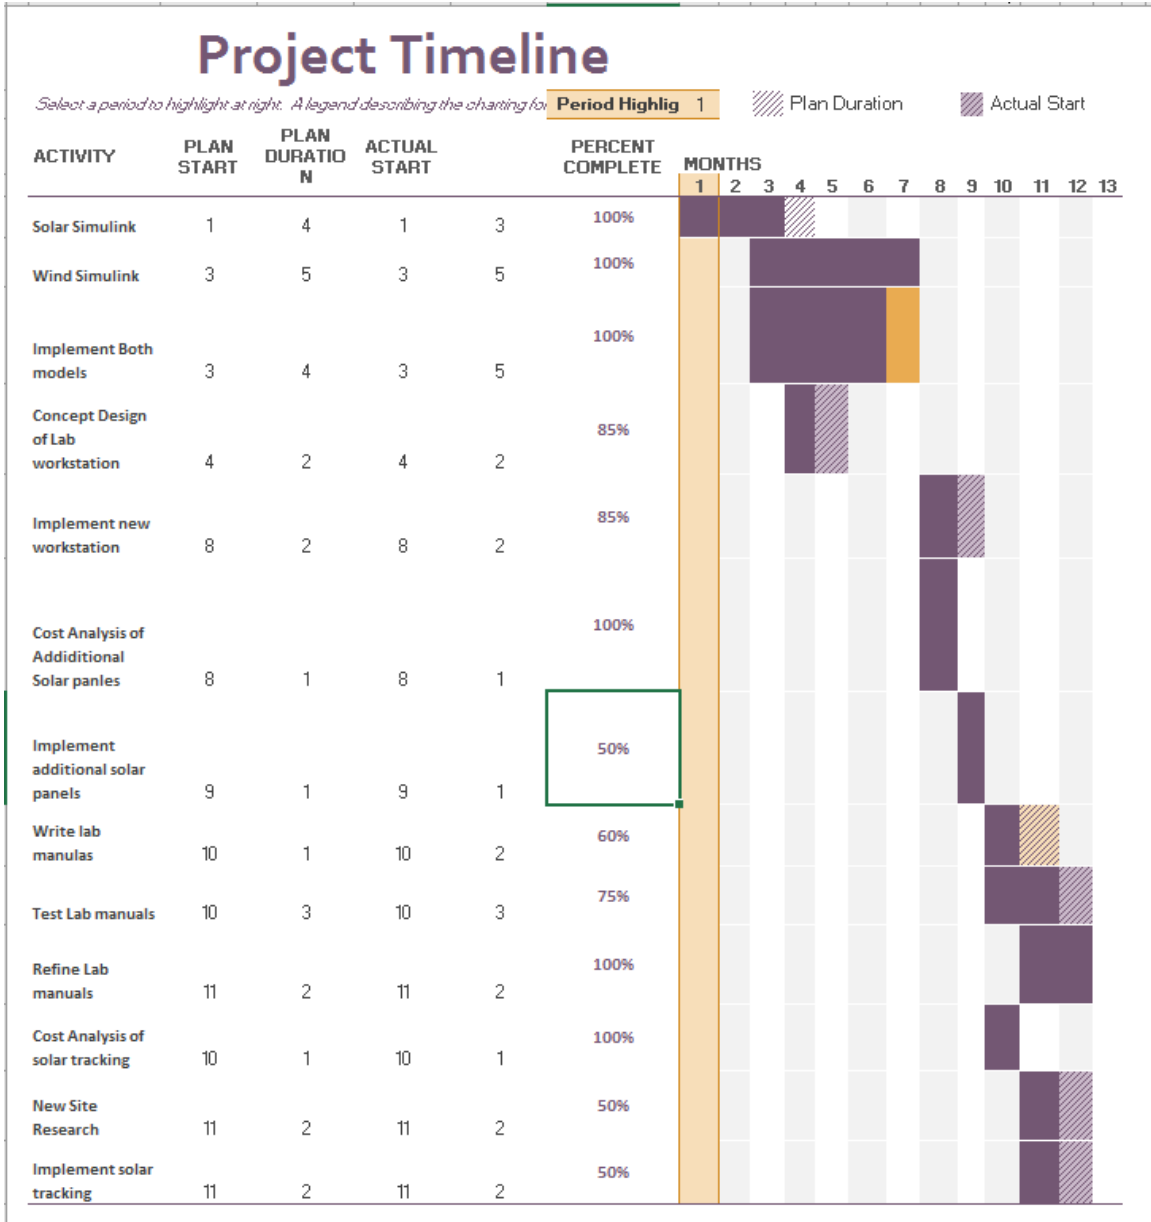 Project Timeline
Select a period to highlight at right. A legend describing the charting fo
Period Highlig 1
Plan Duration
Actual Start
ACTIVITY
PLAN
START
PLAN
DURATIO
N
ACTUAL
START
PERCENT
COMPLETE
MONTHS
1 2 3 4 5 6 7 8 9 10 11 12 13
Solar Simulink 1 4 1 3 100%
Wind Simulink 3 5 3 5 100%
Implement Both
models 3 4 3 5 100%
Concept Design
of Lab
workstation 4 2 4 2 85%
Implement new
workstation 8 2 8 2 85%
Cost Analysis of
Addiditional
Solar panles 8 1 8 1 100%
Implement
additional solar
panels 9 1 9 1 50%
Write lab
manulas 10 1 10 2 60%
Test Lab manuals 10 3 10 3 75%
Refine Lab
manuals 11 2 11 2 100%
Cost Analysis of
solar tracking 10 1 10 1 100%
New Site
Research 11 2 11 2 50%
Implement solar
tracking 11 2 11 2 50%